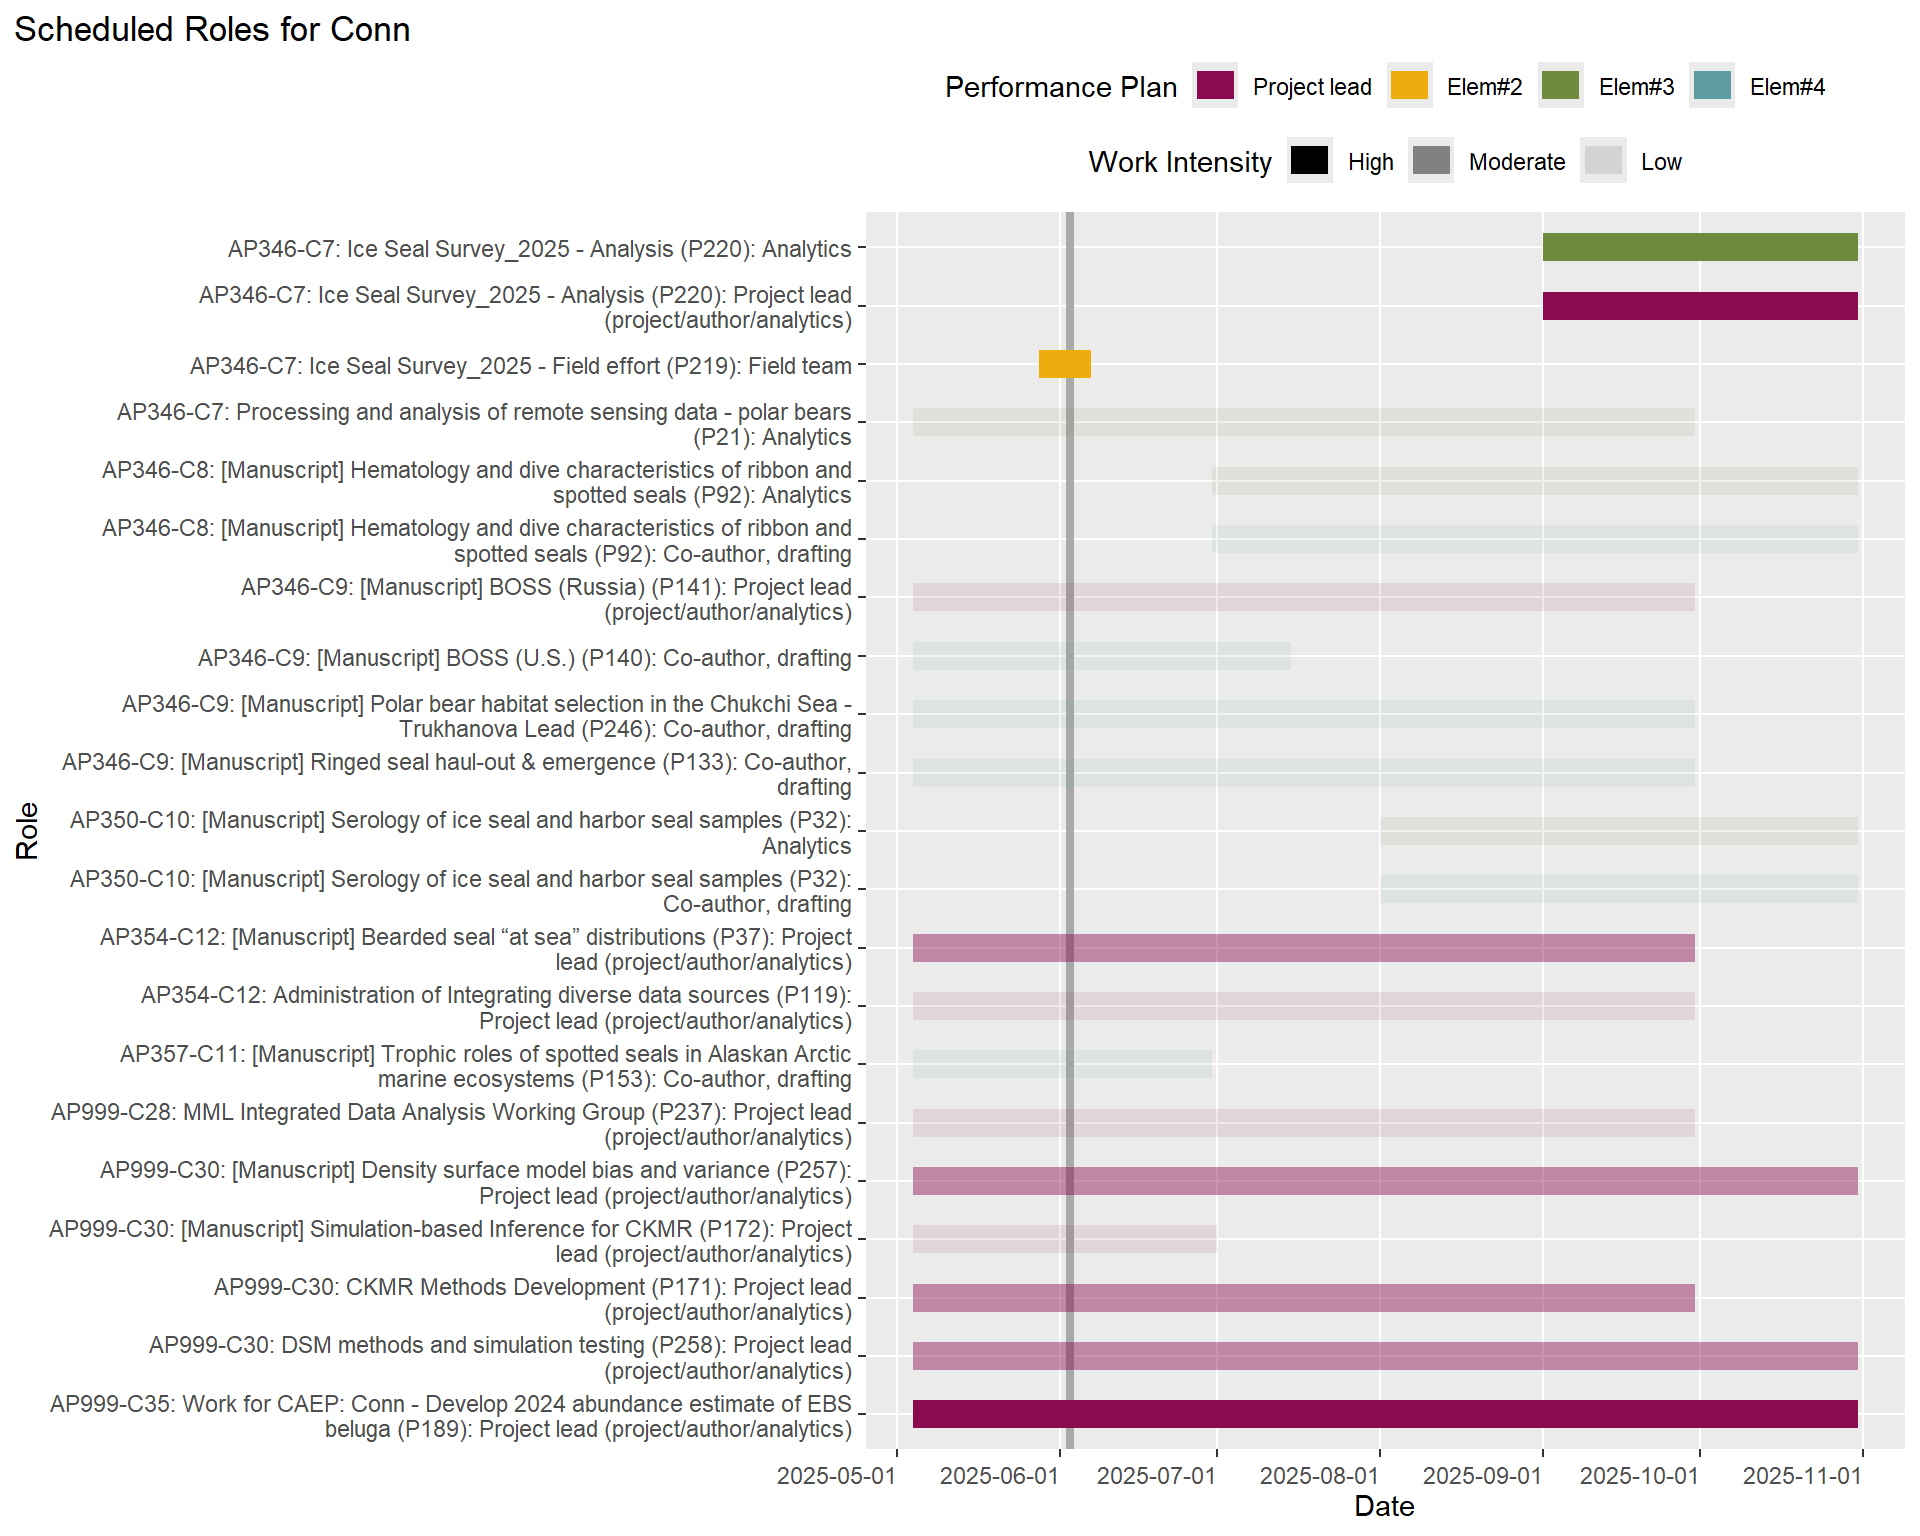 Scheduled Roles for Conn
Performance Plan Project lead Elem#2 Elem#3 Elem#4
Work Intensity High Moderate Low
AP346-C7: Ice Seal Survey_2025 - Analysis (P220): Analytics
AP346-C7: Ice Seal Survey_2025 - Analysis (P220): Project lead
(project/author/analytics)
AP346-C7: Ice Seal Survey_2025 - Field effort (P219): Field team
AP346-C7: Processing and analysis of remote sensing data - polar bears
(P21): Analytics
AP346-C8: [Manuscript] Hematology and dive characteristics of ribbon and
spotted seals (P92): Analytics
AP346-C8: [Manuscript] Hematology and dive characteristics of ribbon and
spotted seals (P92): Co-author, drafting
AP346-C9: [Manuscript] BOSS (Russia) (P141): Project lead
(project/author/analytics)
AP346-C9: [Manuscript] BOSS (U.S.) (P140): Co-author, drafting
AP346-C9: [Manuscript] Polar bear habitat selection in the Chukchi Sea -
Trukhanova Lead (P246): Co-author, drafting
AP346-C9: [Manuscript] Ringed seal haul-out & emergence (P133): Co-author,
drafting
AP350-C10: [Manuscript] Serology of ice seal and harbor seal samples (P32):
Analytics
AP350-C10: [Manuscript] Serology of ice seal and harbor seal samples (P32):
Co-author, drafting
AP354-C12: [Manuscript] Bearded seal “at sea” distributions (P37): Project
lead (project/author/analytics)
AP354-C12: Administration of Integrating diverse data sources (P119):
Project lead (project/author/analytics)
AP357-C11: [Manuscript] Trophic roles of spotted seals in Alaskan Arctic
marine ecosystems (P153): Co-author, drafting
AP999-C28: MML Integrated Data Analysis Working Group (P237): Project lead
(project/author/analytics)
AP999-C30: [Manuscript] Density surface model bias and variance (P257):
Project lead (project/author/analytics)
AP999-C30: [Manuscript] Simulation-based Inference for CKMR (P172): Project
lead (project/author/analytics)
AP999-C30: CKMR Methods Development (P171): Project lead
(project/author/analytics)
AP999-C30: DSM methods and simulation testing (P258): Project lead
(project/author/analytics)
AP999-C35: Work for CAEP: Conn - Develop 2024 abundance estimate of EBS
beluga (P189): Project lead (project/author/analytics)
Role
2025-05-01 2025-06-01 2025-07-01 2025-08-01 2025-09-01 2025-10-01 2025-11-01
Date